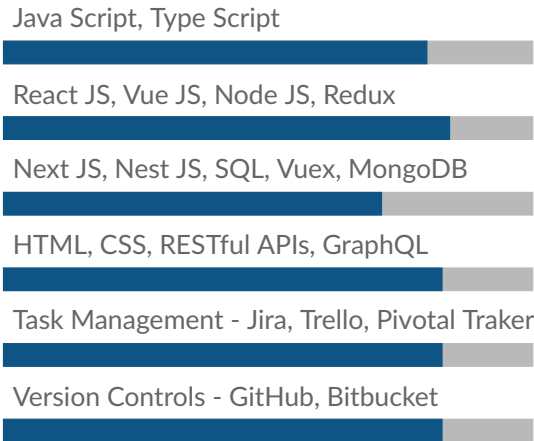 Java Script, Type Script
React JS, Vue JS, Node JS, Redux
Next JS, Nest JS, SQL, Vuex, MongoDB
HTML, CSS, RESTful APIs, GraphQL
Task Management - Jira, Trello, Pivotal Traker
Version Controls - GitHub, Bitbucket